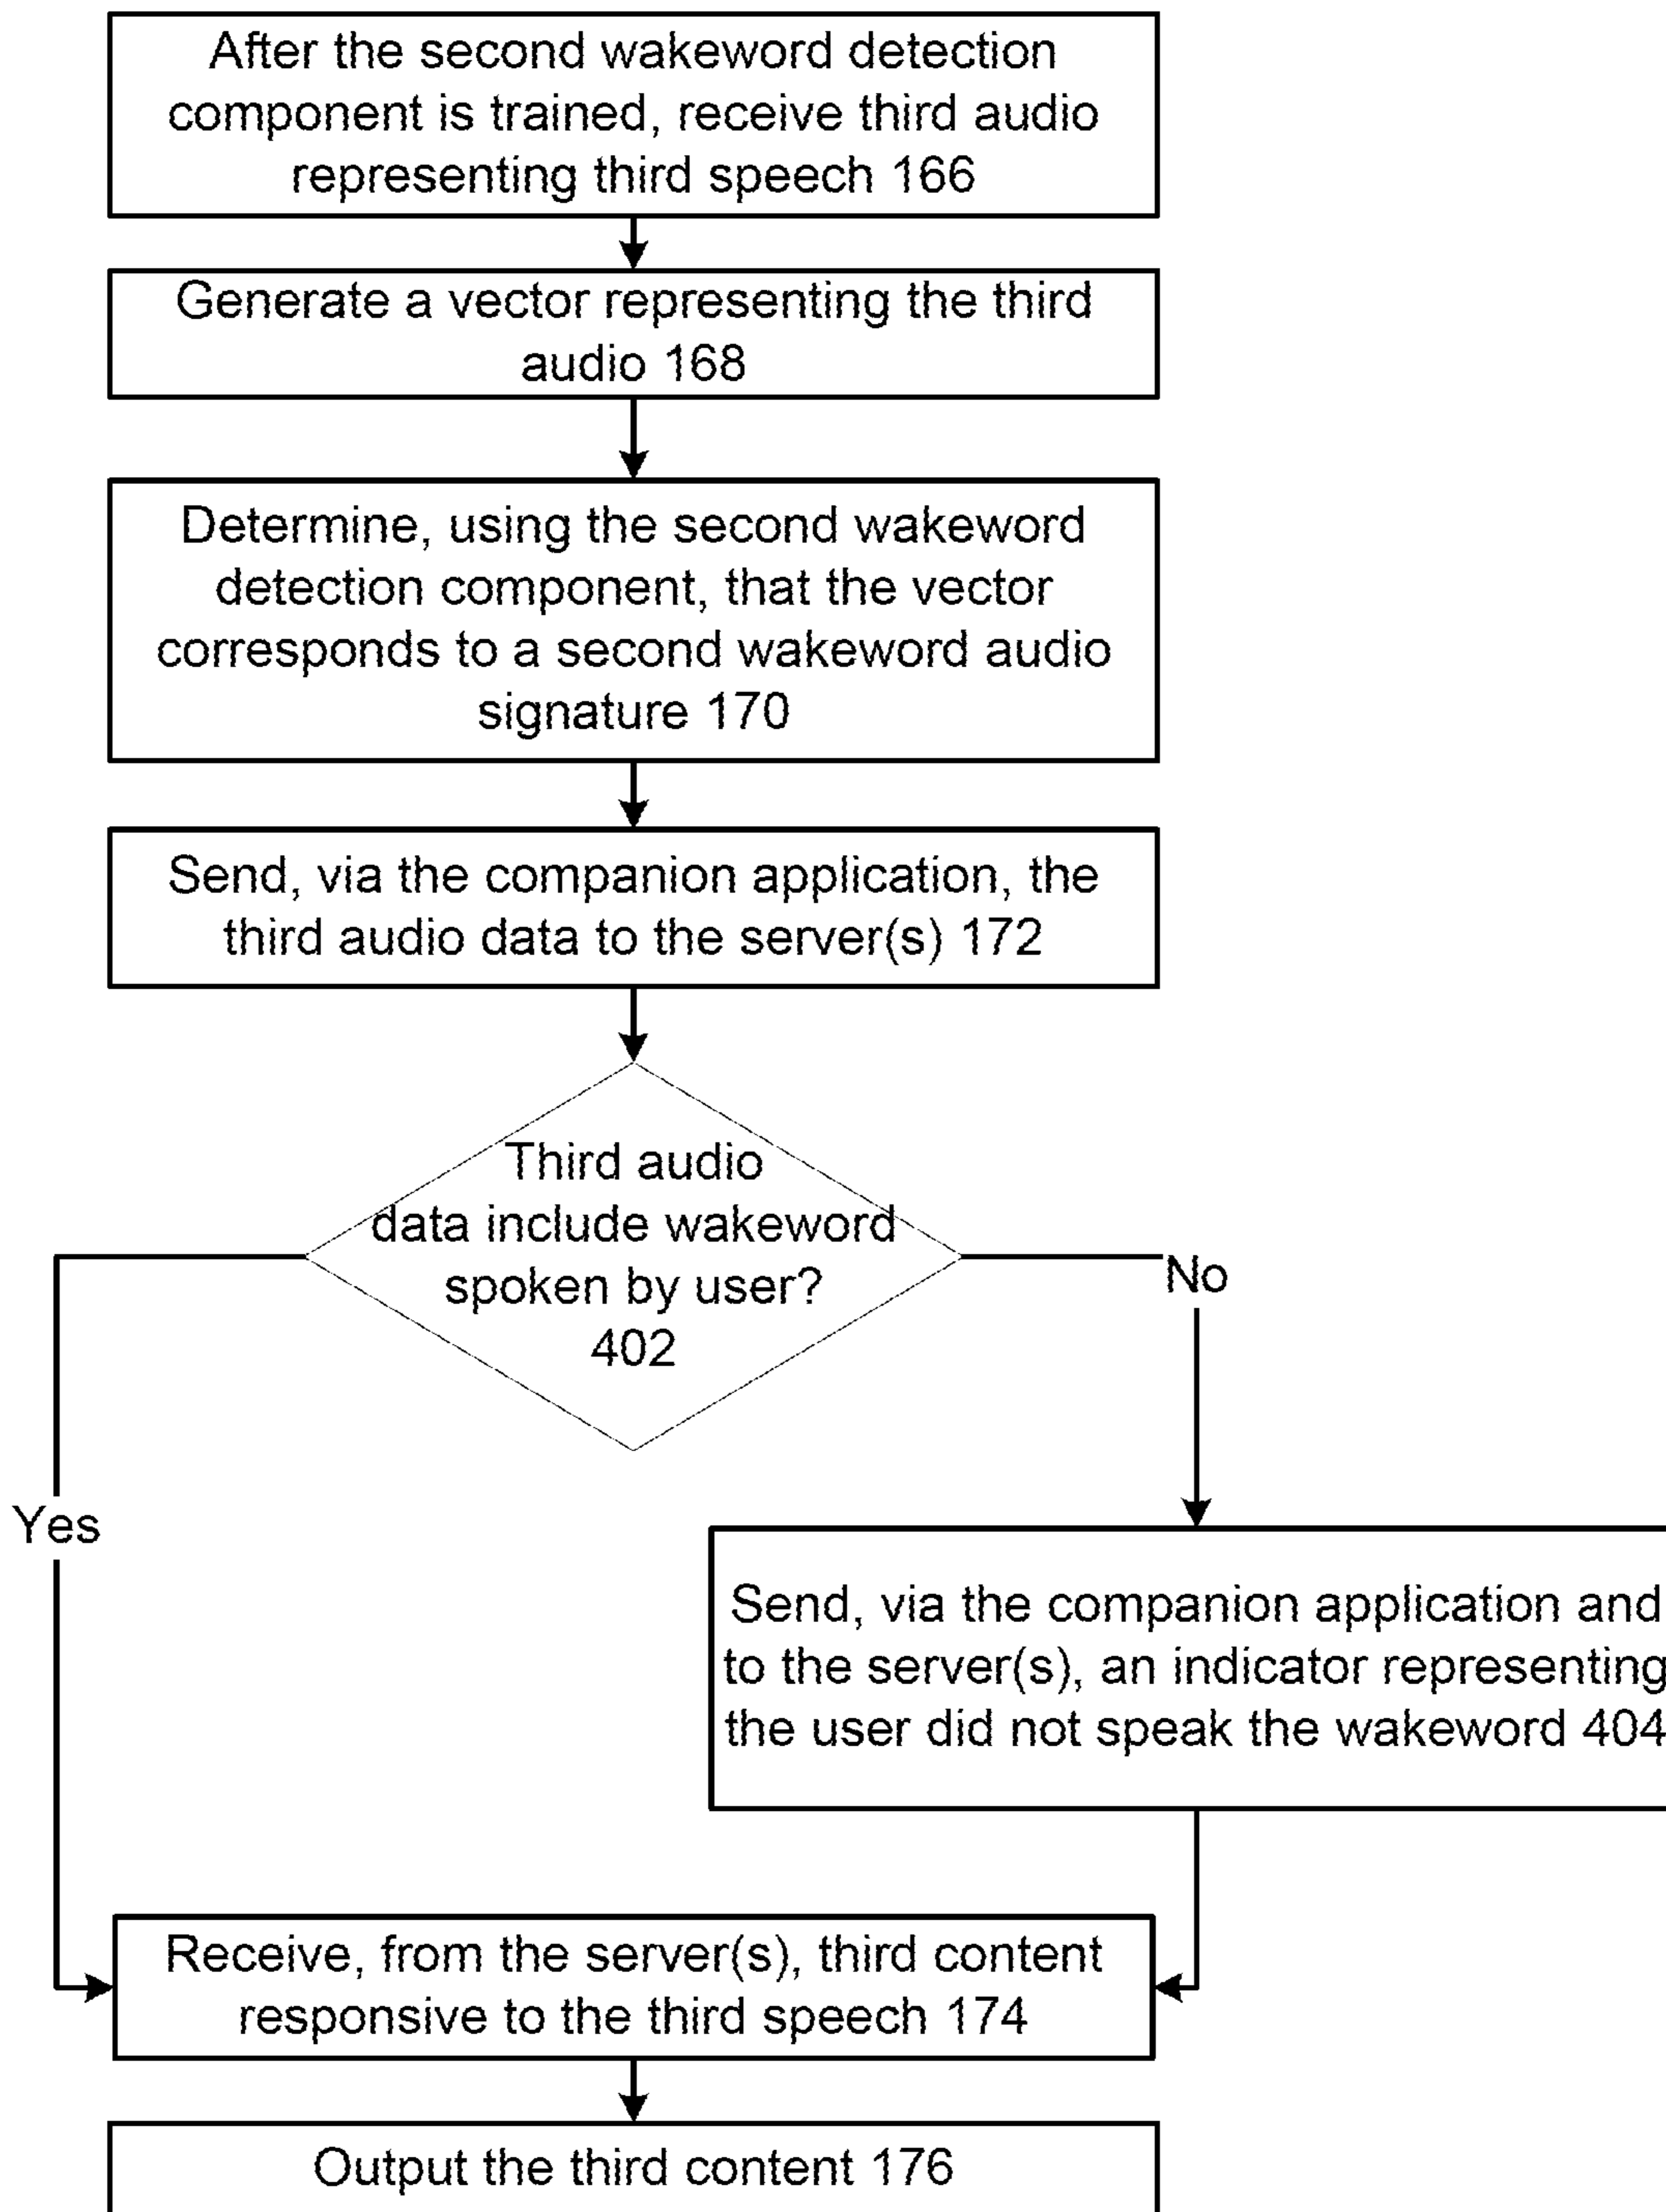 After the second wakeword detection
component is trained, receive third audio
representing third speech 166
Generate a vector representing the third
audio 168
Determine, using the second wakeword
detection component, that the vector
corresponds to a second wakeword audio
signature 170
Send, via the companion application, the
third audio data to the server(s) 172
Third audio
data include wakeword
spoken by user?
402
No
Yes
Send, via the companion application and
to the server(s), an indicator representing
the user did not speak the wakeword 404
Receive, from the server(s), third content
responsive to the third speech 174
Output the third content 176